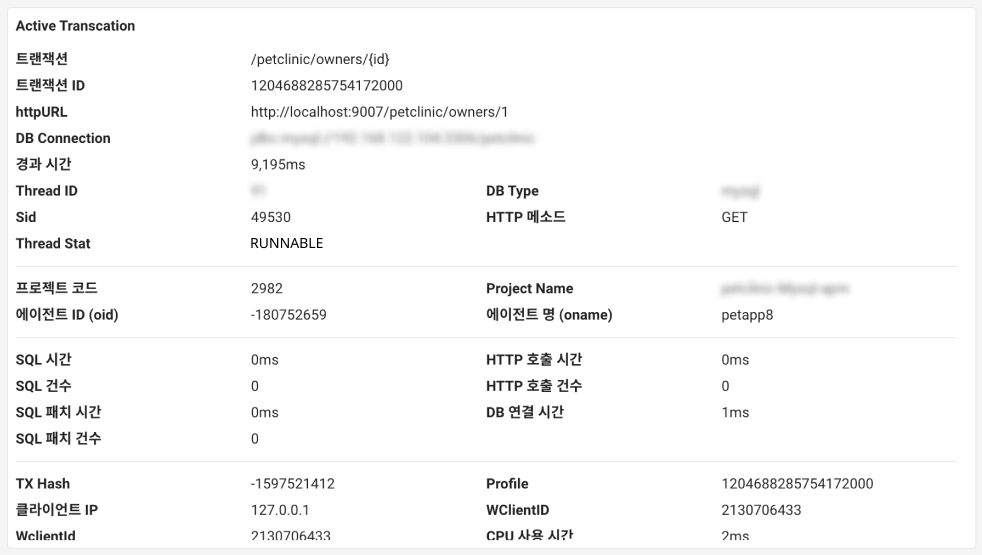 Active Transcation
트랜잭션 /petclinic/owners/{id}
트랜잭션 ID 1204688285754172000
httpURL http://localhost:9007/petclinic/owners/1
DB Connection
경과 시간 9,195ms
Thread ID DB Type
Sid 49530 HTTP 메소드 GET
Thread Stat RUNNABLE
프로젝트 코드 2982 Project Name
에이전트 ID (oid) -180752659 에이전트 명 (oname) petapp8
SQL 시간 0ms HTTP 호출 시간 0ms
SQL 건수 0 HTTP 호출 건수 0
SQL 패치 시간 0ms DB 연결 시간 1ms
SQL 패치 건수 0
TX Hash -1597521412 Profile 1204688285754172000
클라이언트 IP 127.0.0.1 WClientID 2130706433
WclientId 2130706433 CPU 사용 시간 2ms